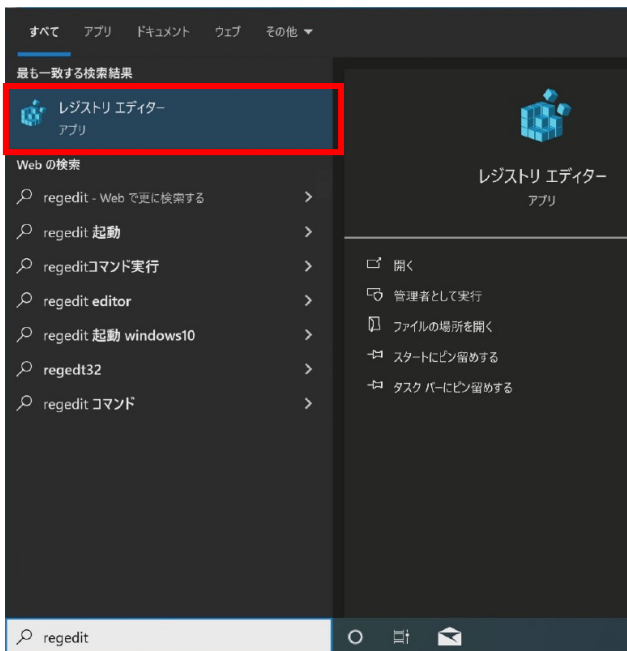 すべて アプリ ドキュメント ウェブ その他
最も一致する検索結果
レジストリ エディター
アプリ
Web の検索
regedit - Web で更に検索する
regedit 起動
regeditコマンド実行
regedit editor
regedit 起動 windows10
regedt32
regedit コマンド
レジストリ エディター
アプリ
開く
管理者として実行
ファイルの場所を開く
スタートにピン留めする
タスク バーにピン留めする
regedit